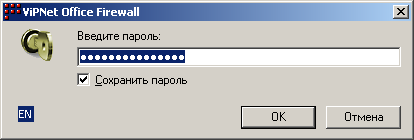 ViPNet Office Firewall
Введите пароль:
●●●●●●●●●●●●●●●
Сохранить пароль
EN
OK
Отмена